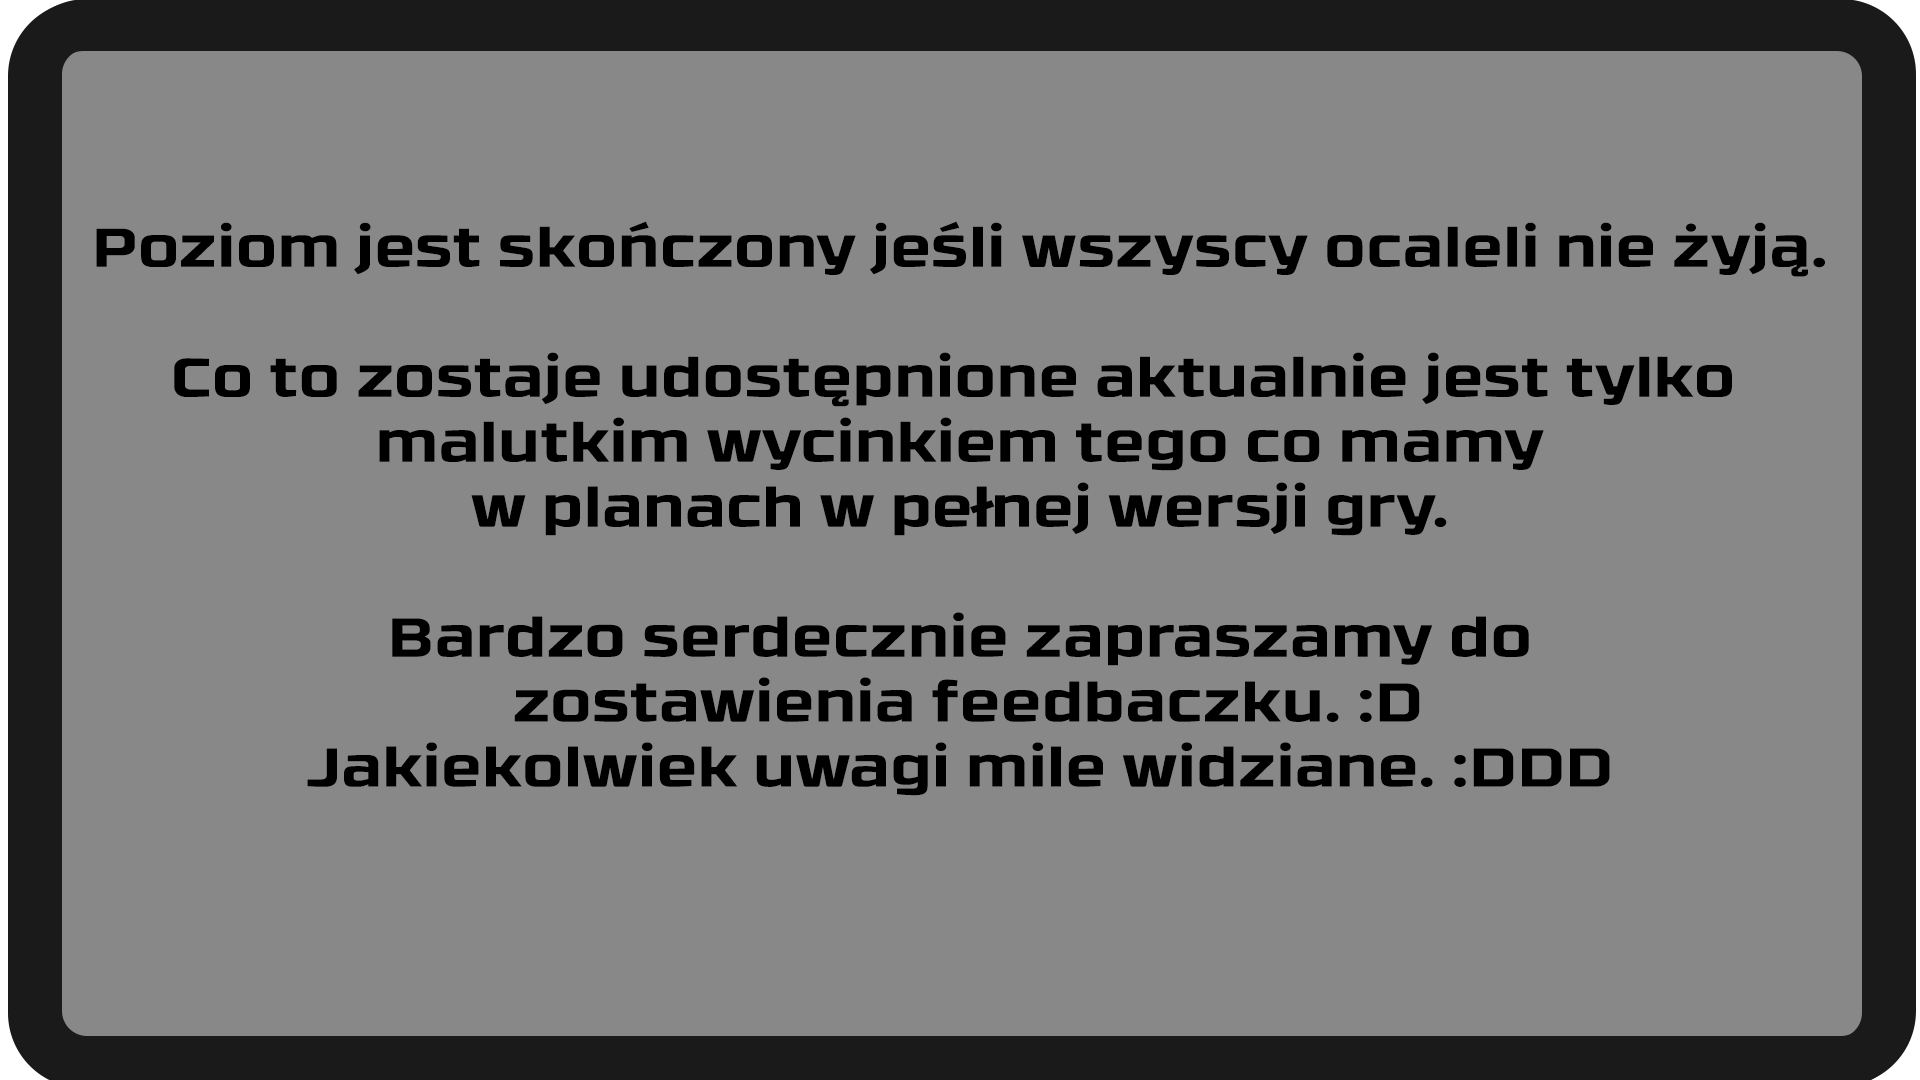 Poziom jest skończony jeśli wszyscy ocaleli nie żyją.
Co to zostaje udostępnione aktualnie jest tylko
malutkim wycinkiem tego co mamy
w planach w pełnej wersji gry.
Bardzo serdecznie zapraszamy do
zostawienia feedbaczku. :D
Jakiekolwiek uwagi mile widziane. :DDD